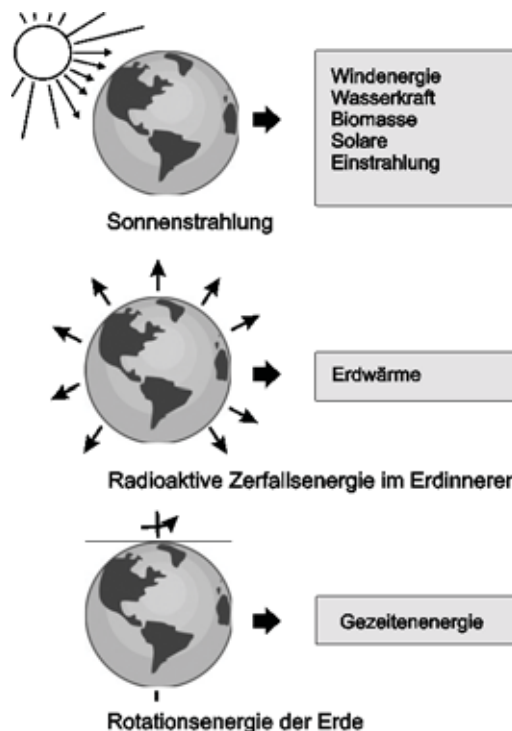 Windenergie
Wasserkraft
Biomasse
Solare
Einstrahlung
Sonnenstrahlung
Erdwärme
Radioaktive Zerfallsenergie im Erdinneren
Gezeitenenergie
Rotationsenergie der Erde